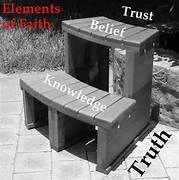 Elements
of Faith
Trust
Belief
Knowledge
Truth